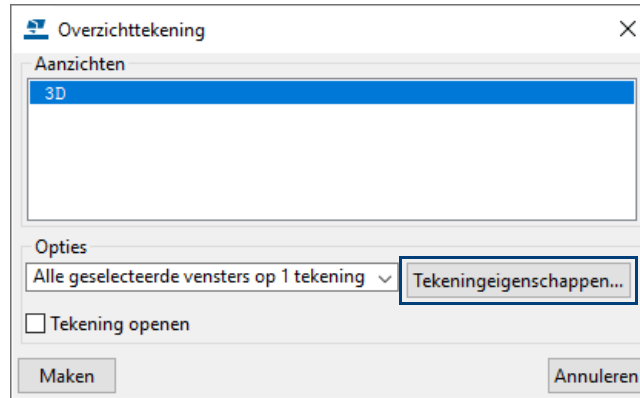 Overzichttekening
Aanzichten
3D
Opties
Alle geselecteerde vensters op 1 tekening
Tekeningeigenschappen...
Tekening openen
Maken
Annuleren